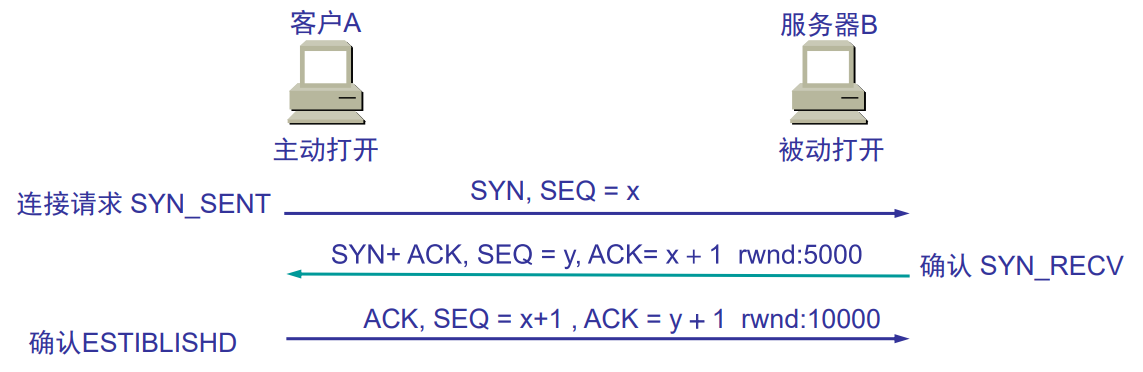 客户A
服务器B
主动打开
被动打开
连接请求 SYN_SENT
SYN, SEQ = x
SYN+ ACK, SEQ = y, ACK= x + 1 rwnd:5000
确认 SYN_RECV
ACK, SEQ = x+1 , ACK = y + 1 rwnd:10000
确认ESTIBLISHD